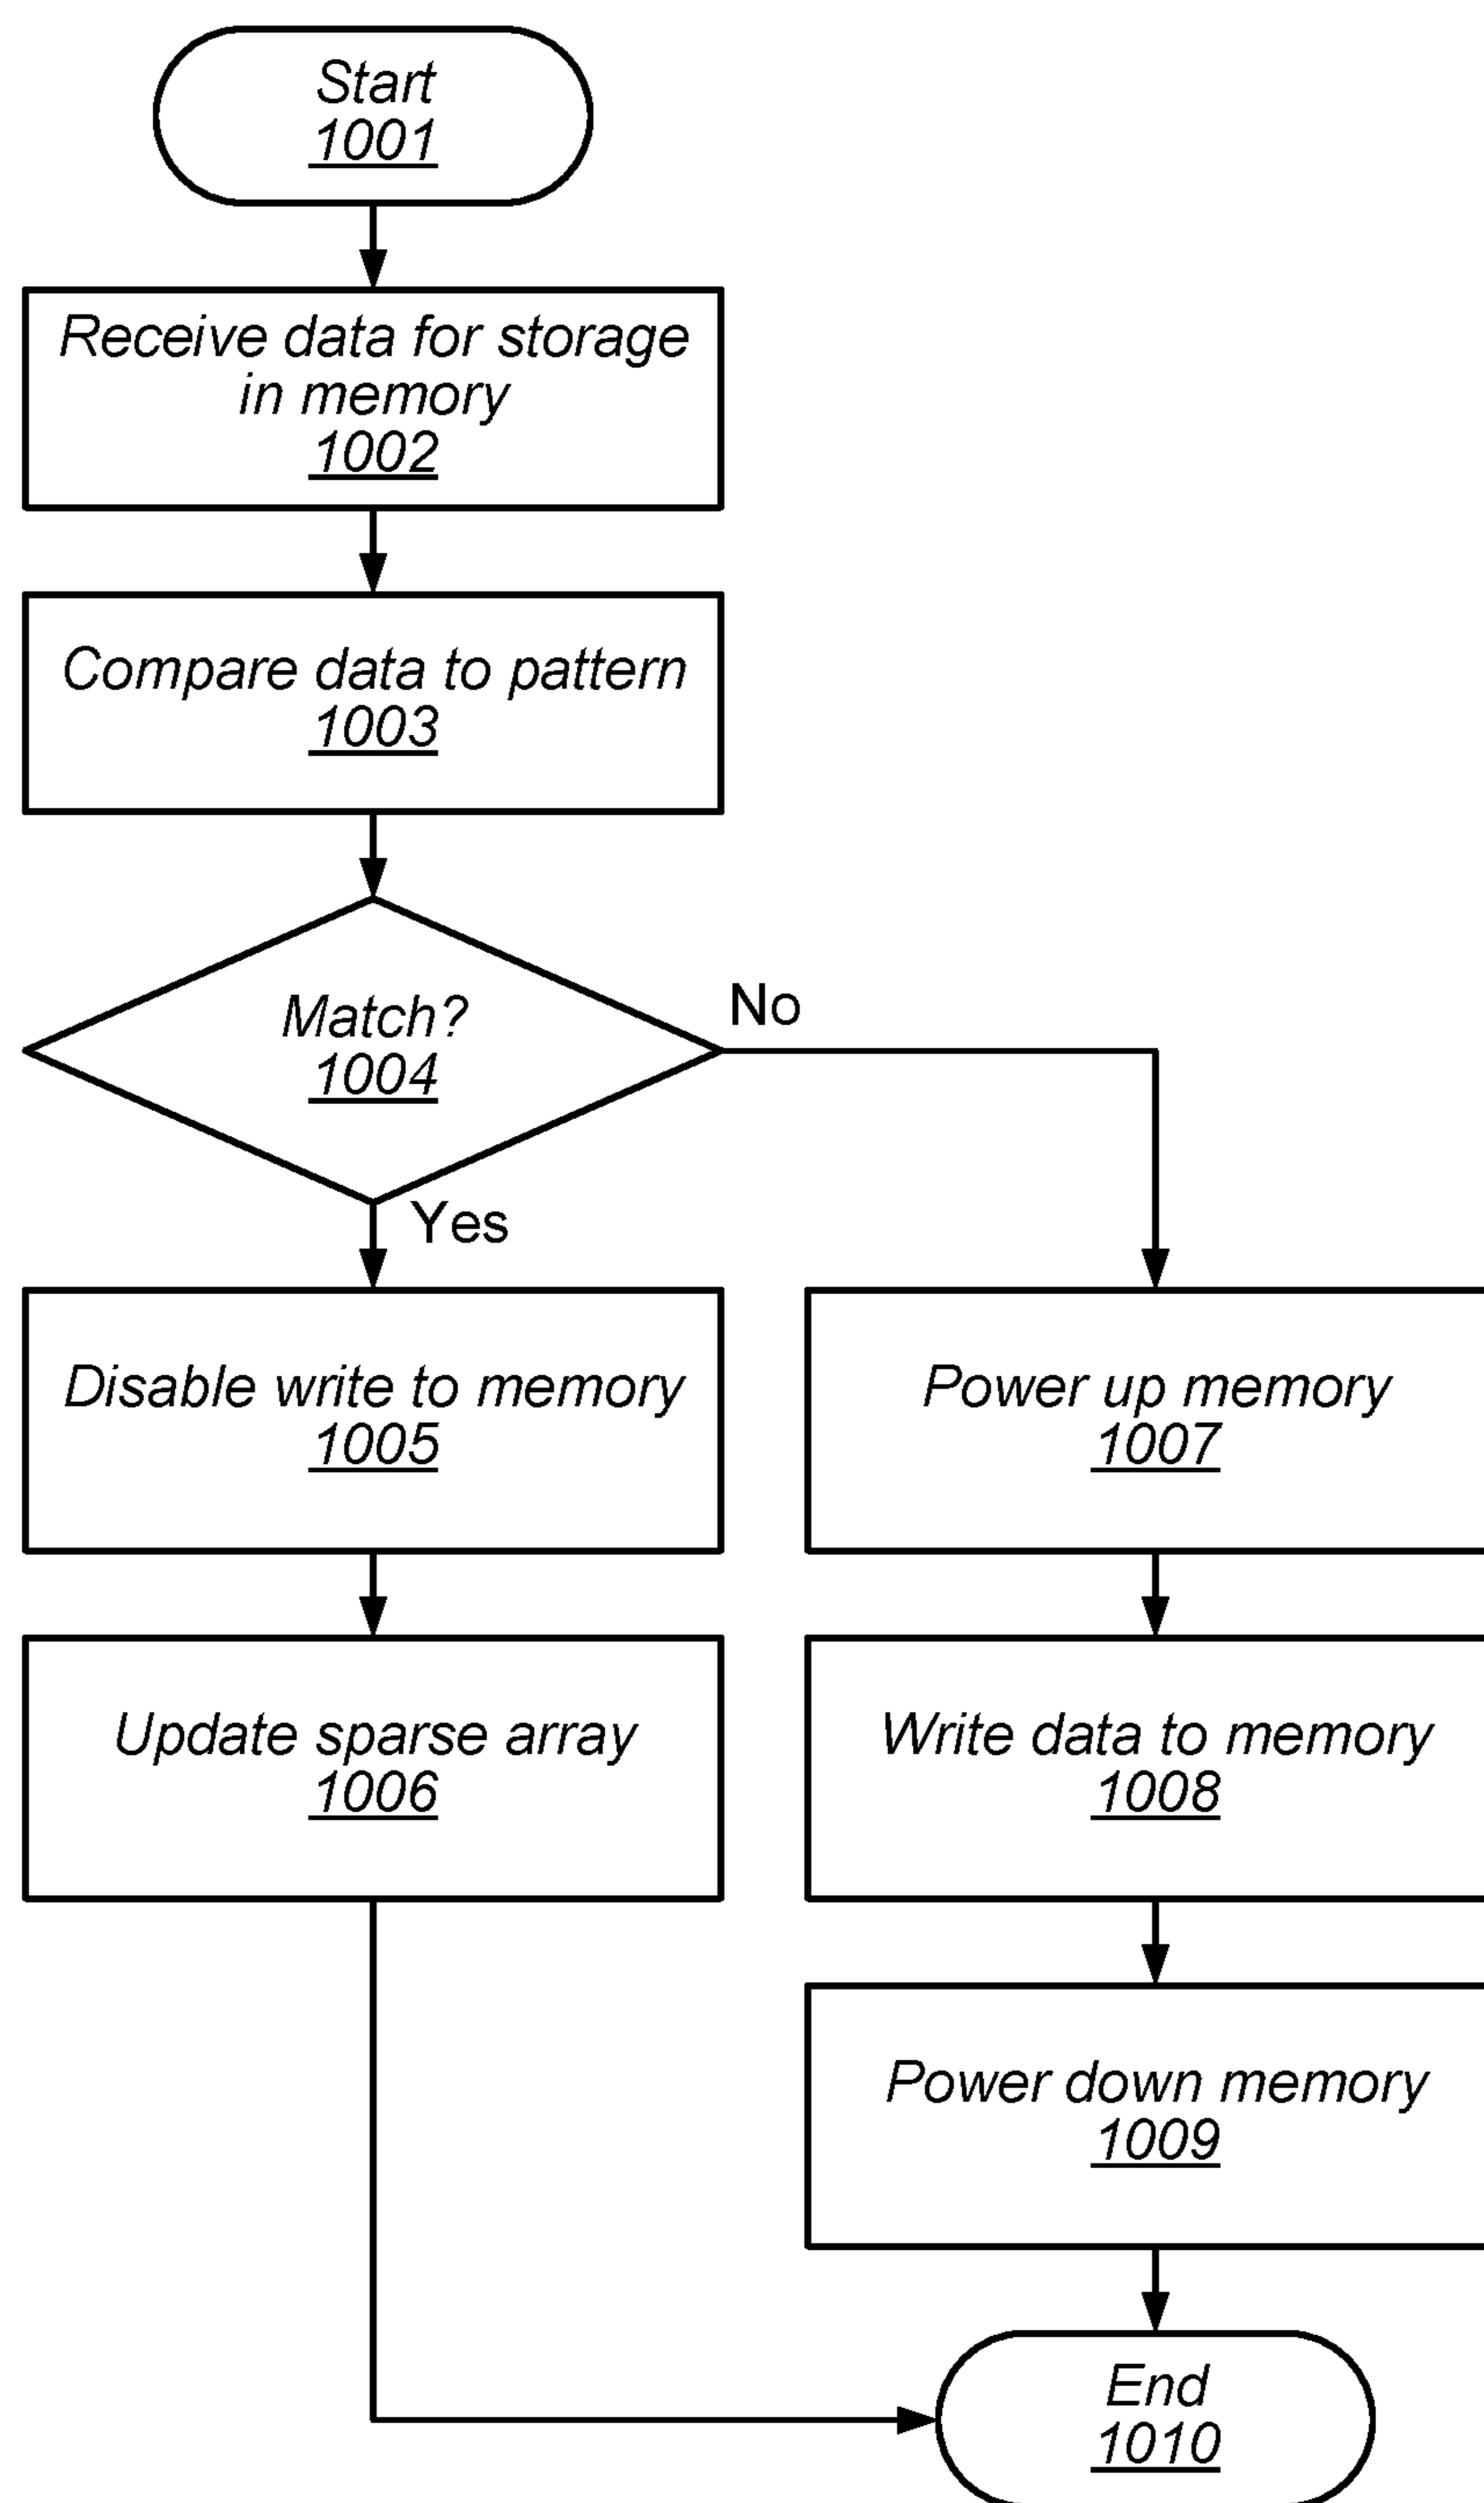 Start
1001
Receive data for storage
in memory
1002
Compare data to pattern
1003
Match?
1004
No
Yes
Disable write to memory
1005
Power up memory
1007
Update sparse array
1006
Write data to memory
1008
Power down memory
1009
End
1010